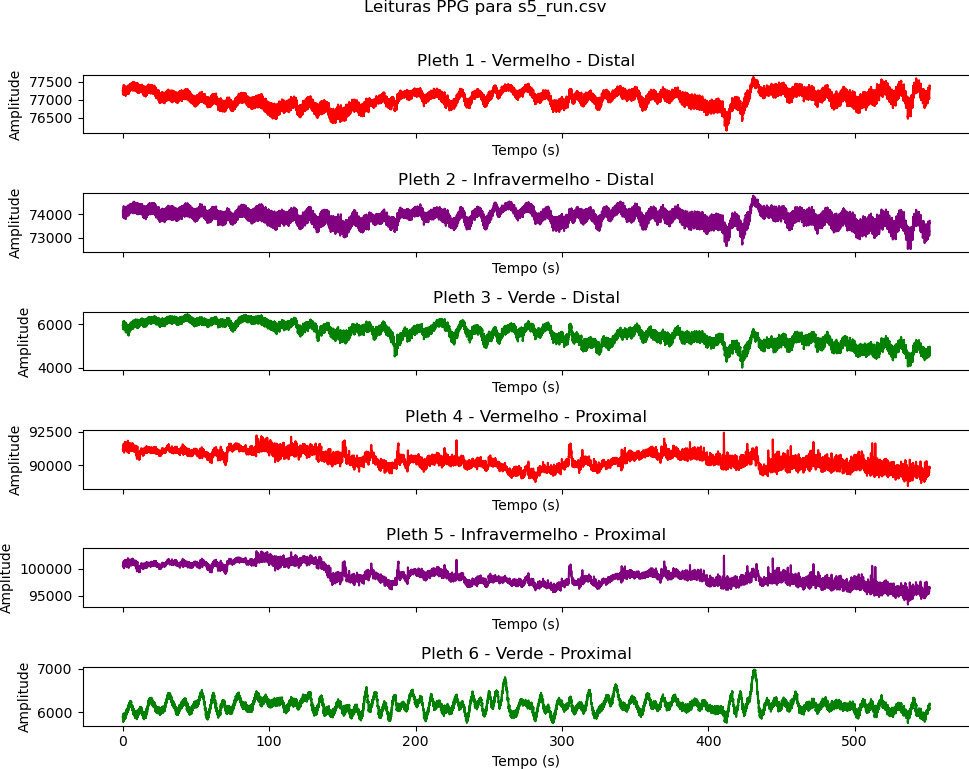 Leituras PPG para s5_run.csv
Pleth 1 - Vermelho - Distal
Amplitude
77500
77000
76500
Tempo (s)
Pleth 2 - Infravermelho - Distal
Amplitude
74000
73000
Tempo (s)
Pleth 3 - Verde - Distal
Amplitude
6000
4000
Tempo (s)
Pleth 4 - Vermelho - Proximal
Amplitude
92500
90000
Tempo (s)
Pleth 5 - Infravermelho - Proximal
Amplitude
100000
95000
Tempo (s)
Pleth 6 - Verde - Proximal
Amplitude
7000
6000
0 100 200 300 400 500
Tempo (s)